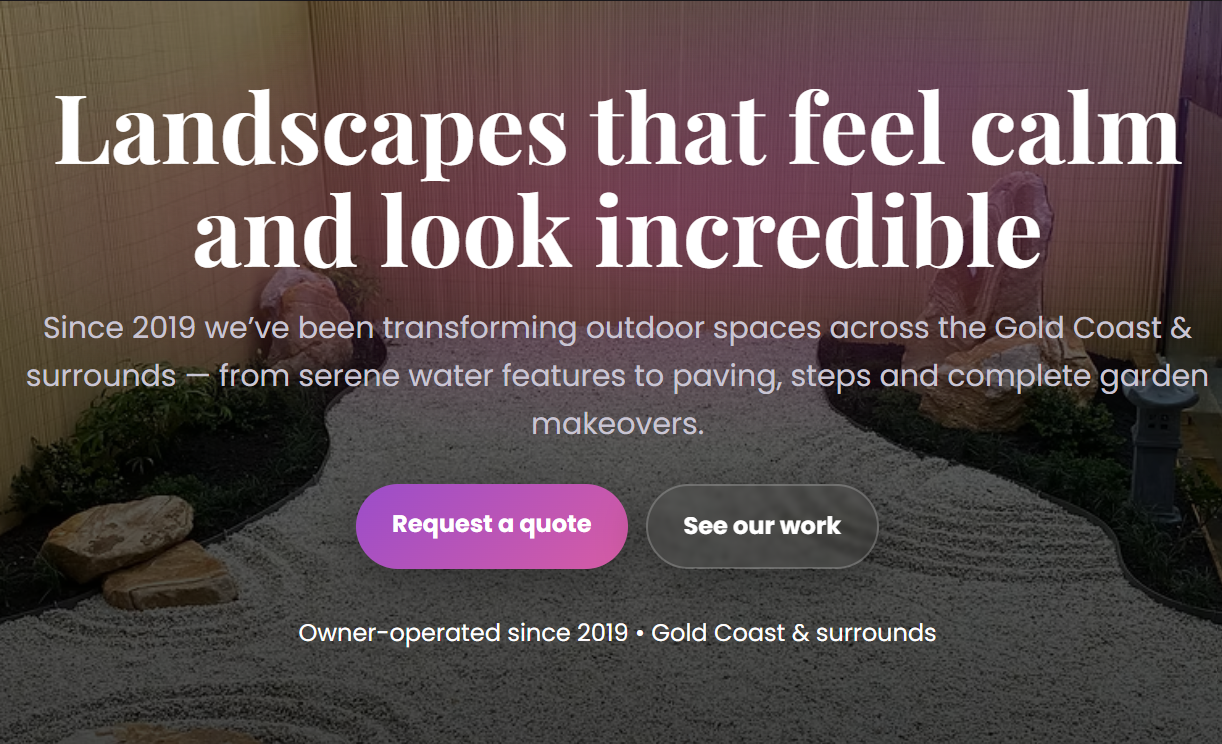 Landscapes that feel calm
and look incredible
Since 2019 we’ve been transforming outdoor spaces across the Gold Coast &
surrounds — from serene water features to paving, steps and complete garden
makeovers.
Request a quote
See our work
Owner-operated since 2019 • Gold Coast & surrounds